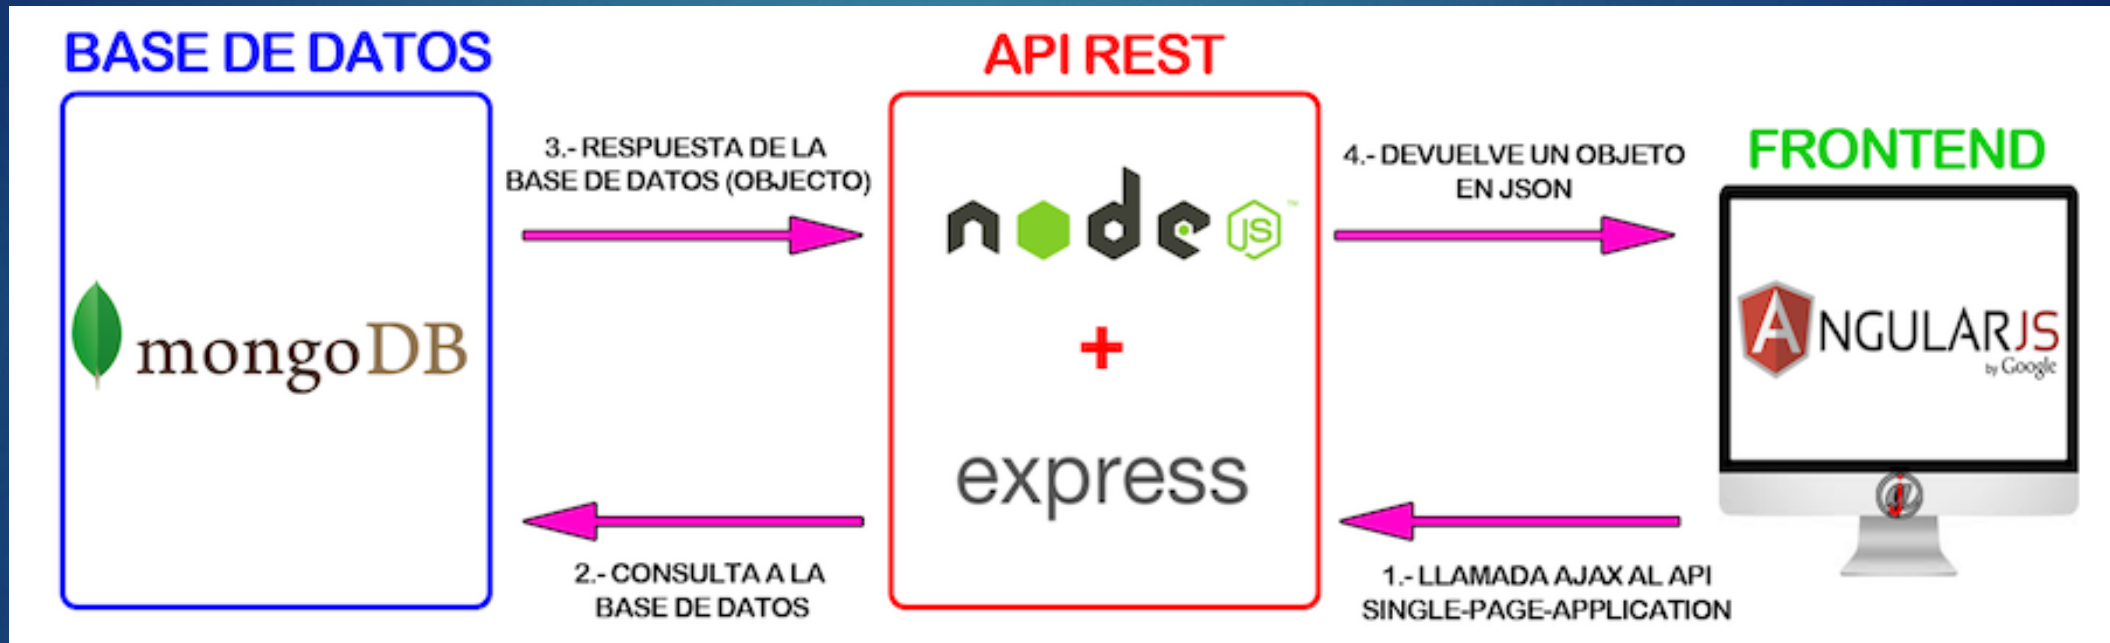 BASE DE DATOS
mongoDB
3.- RESPUESTA DE LA
BASE DE DATOS (OBJECTO)
2.- CONSULTA A LA
BASE DE DATOS
API REST
node JS™
+
express
4.- DEVUELVE UN OBJETO
EN JSON
1.- LLAMADA AJAX AL API
SINGLE-PAGE-APPLICATION
FRONTEND
ANGULARJS
by Google